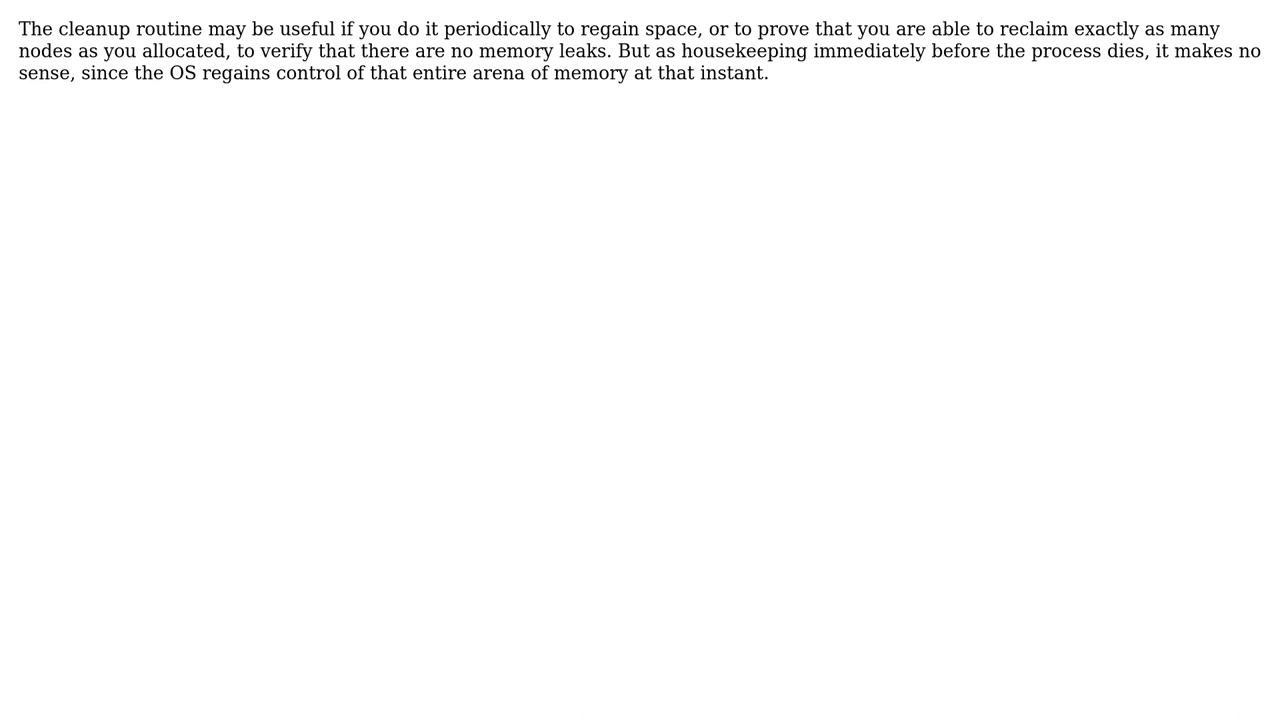 The cleanup routine may be useful if you do it periodically to regain space, or to prove that you are able to reclaim exactly as many
nodes as you allocated, to verify that there are no memory leaks. But as housekeeping immediately before the process dies, it makes no
sense, since the OS regains control of that entire arena of memory at that instant.